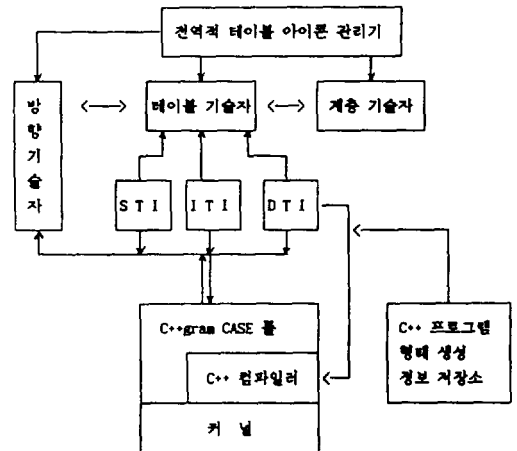 전역적 테이블 아이콘 관리기
방향기술자
<—> 테이블 기술자 <—> 계층 기술자
S T I
I T I
D T I
C++gram CASE 툴
C++ 컴파일러
커 널
C++ 프로그램
형태 생성
정보 저장소